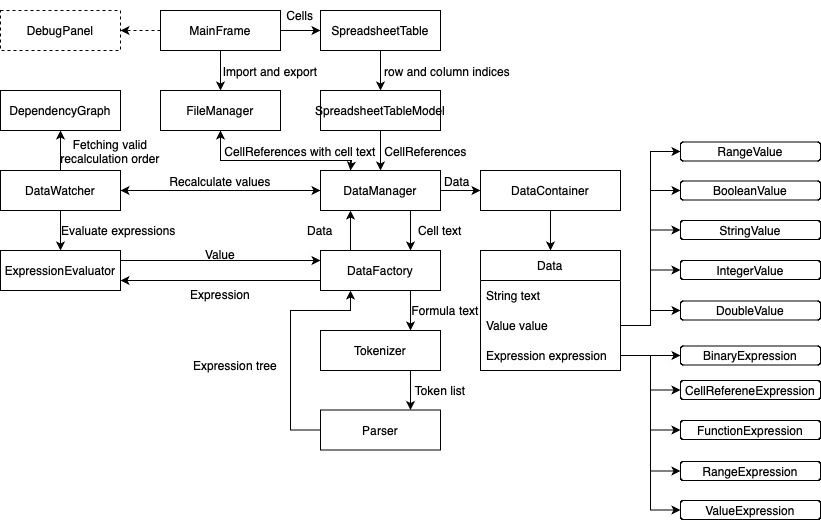 DebugPanel
MainFrame
Cells
SpreadsheetTable
Import and export
row and column indices
DependencyGraph
FileManager
SpreadsheetTableModel
Fetching valid
recalculation order
CellReferences with cell text
CellReferences
RangeValue
DataWatcher
Recalculate values
DataManager
Data
DataContainer
BooleanValue
Evaluate expressions
Data
Cell text
StringValue
ExpressionEvaluator
Value
Expression
DataFactory
Data
String text
Value value
Expression expression
IntegerValue
DoubleValue
Formula text
Tokenizer
BinaryExpression
Expression tree
Token list
CellRefereneExpression
Parser
FunctionExpression
RangeExpression
ValueExpression